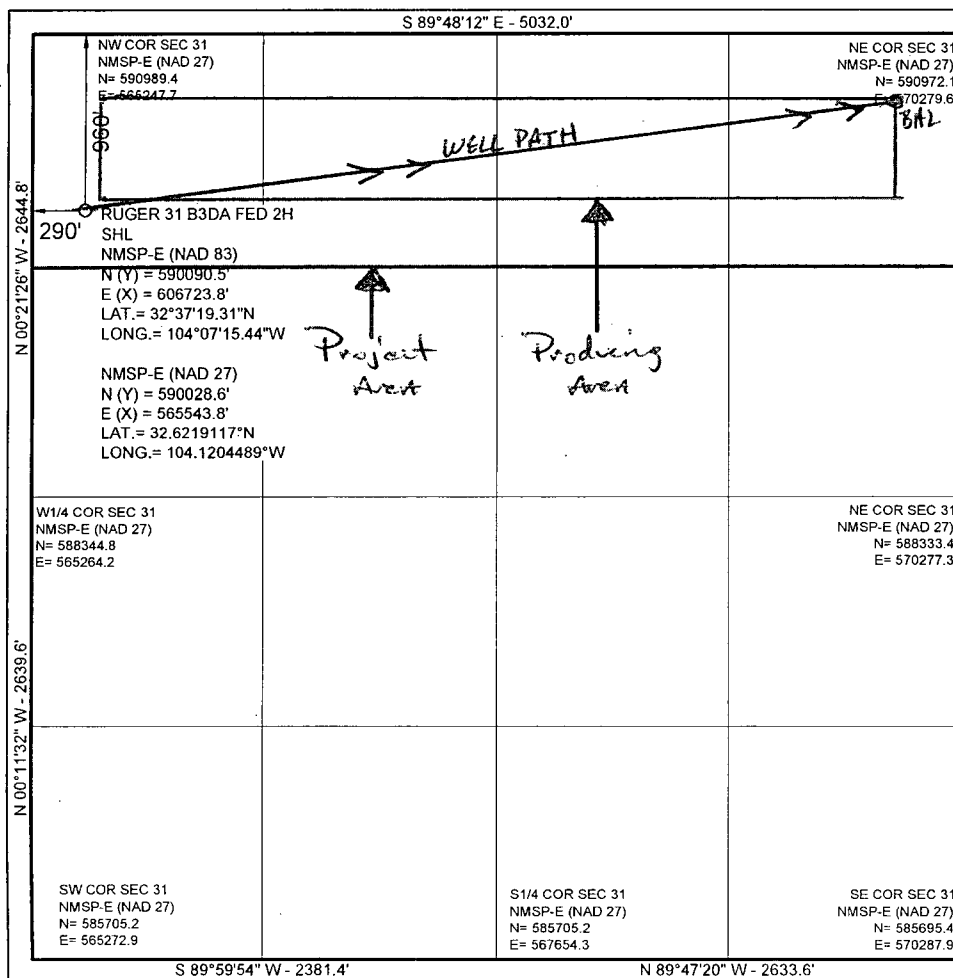 S 89°48'12" E - 5032.0'
NW COR SEC 31
NMSP-E (NAD 27)
N= 590989.4
E= 565247.7
NE COR SEC 31
NMSP-E (NAD 27)
N= 590972.1
E= 570279.6
BHL
960'
WELL PATH
290'
RUGER 31 B3DA FED 2H
SHL
NMSP-E (NAD 83)
N (Y) = 590090.5'
E (X) = 606723.8'
LAT.= 32°37'19.31"N
LONG.= 104°07'15.44"W
NMSP-E (NAD 27)
N (Y) = 590028.6'
E (X) = 565543.8'
LAT.= 32.6219117°N
LONG.= 104.1204489°W
Project
Area
Producing
Area
N 00°21'26" W - 2644.8'
W1/4 COR SEC 31
NMSP-E (NAD 27)
N= 588344.8
E= 565264.2
NE COR SEC 31
NMSP-E (NAD 27)
N= 588333.4
E= 570277.3
N 00°11'32" W - 2639.6'
SW COR SEC 31
NMSP-E (NAD 27)
N= 585705.2
E= 565272.9
S1/4 COR SEC 31
NMSP-E (NAD 27)
N= 585705.2
E= 567654.3
SE COR SEC 31
NMSP-E (NAD 27)
N= 585695.4
E= 570287.9
S 89°59'54" W - 2381.4'
N 89°47'20" W - 2633.6'